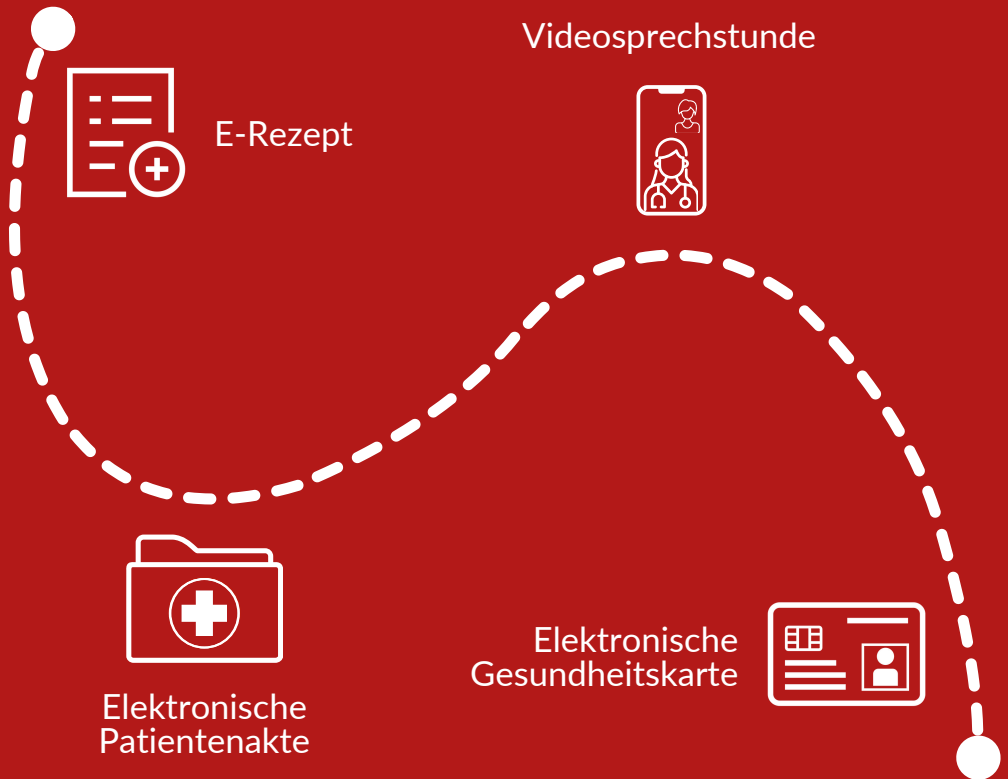 Videosprechstunde
E-Rezept
Elektronische
Gesundheitskarte
Elektronische
Patientenakte